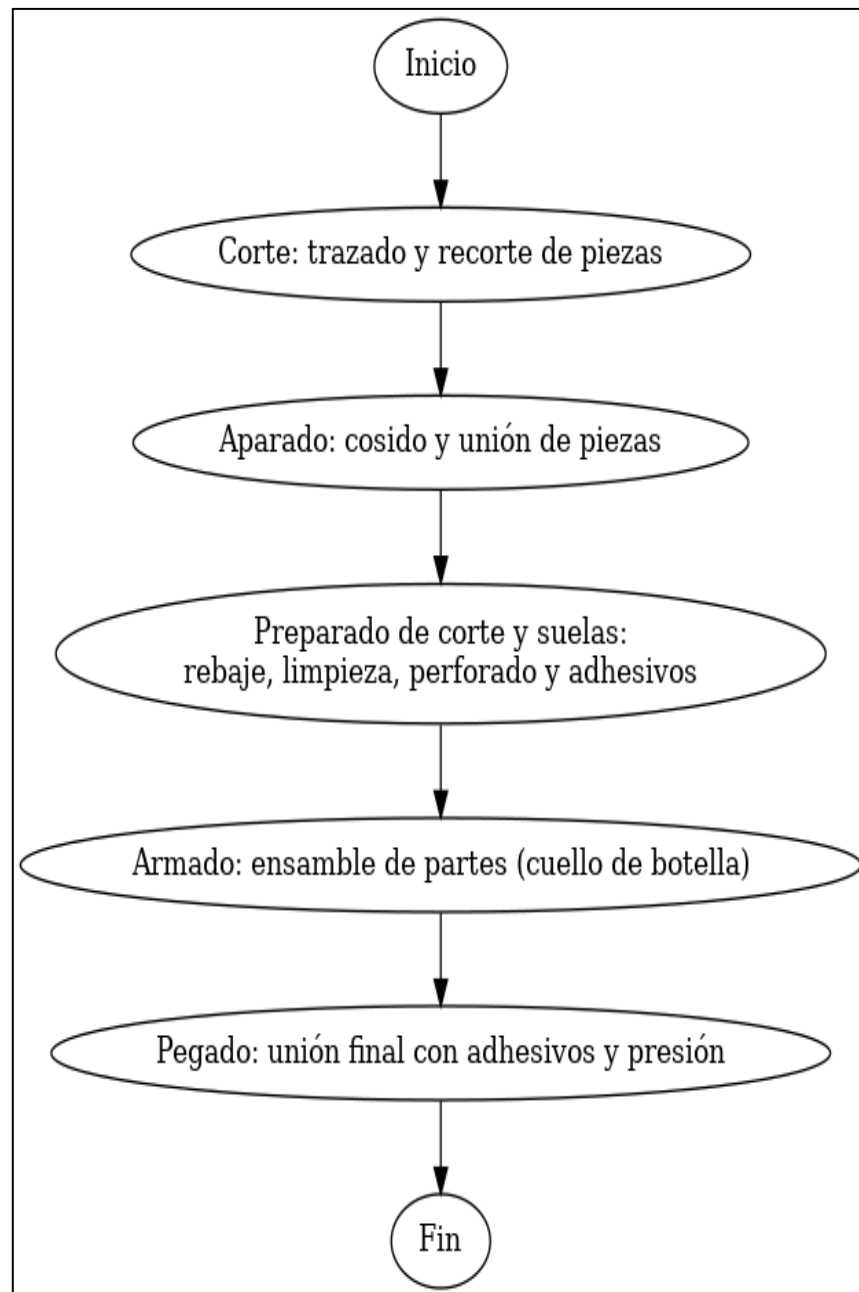 Inicio
Corte: trazado y recorte de piezas
Aparado: cosido y unión de piezas
Preparado de corte y suelas:
rebaje, limpieza, perforado y adhesivos
Armado: ensamble de partes (cuello de botella)
Pegado: unión final con adhesivos y presión
Fin